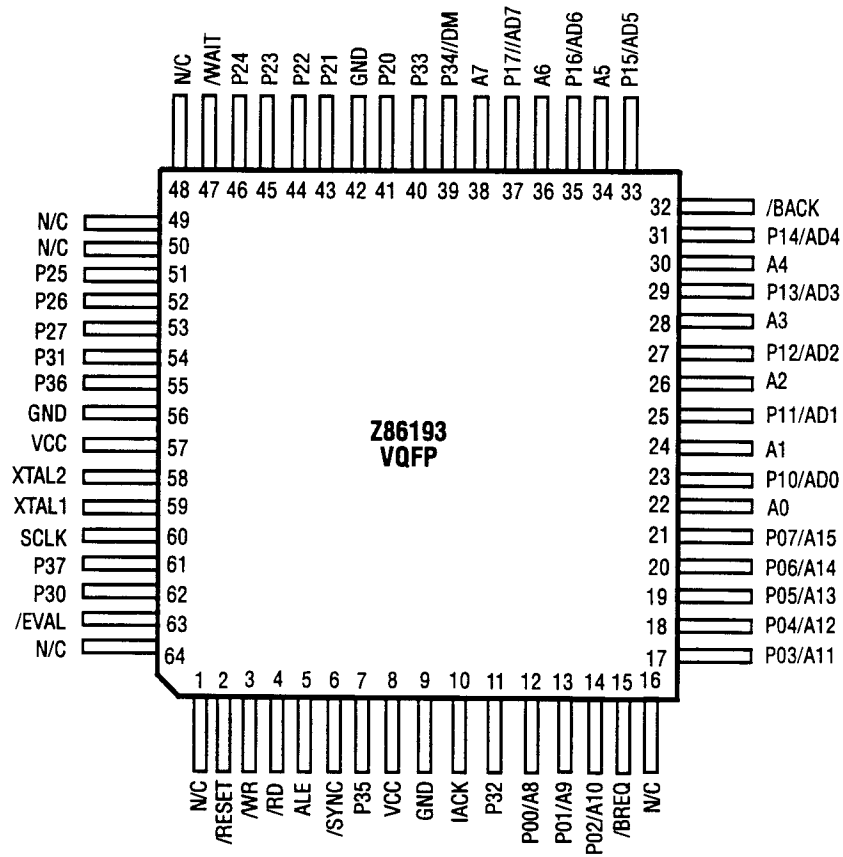 N/C /WAIT P24 P23 P22 P21 GND P20 P33 P34//DM A7 P17//AD7 A6 P16/AD6 A5 P15/AD5
48 47 46 45 44 43 42 41 40 39 38 37 36 35 34 33
N/C 49
N/C 50
P25 51
P26 52
P27 53
P31 54
P36 55
GND 56
VCC 57
XTAL2 58
XTAL1 59
SCLK 60
P37 61
P30 62
/EVAL 63
N/C 64
Z86193
VQFP
32 /BACK
31 P14/AD4
30 A4
29 P13/AD3
28 A3
27 P12/AD2
26 A2
25 P11/AD1
24 A1
23 P10/AD0
22 A0
21 P07/A15
20 P06/A14
19 P05/A13
18 P04/A12
17 P03/A11
1 2 3 4 5 6 7 8 9 10 11 12 13 14 15 16
N/C /RESET /WR /RD ALE /SYNC P35 VCC GND IACK P32 P00/A8 P01/A9 P02/A10 /BREQ N/C